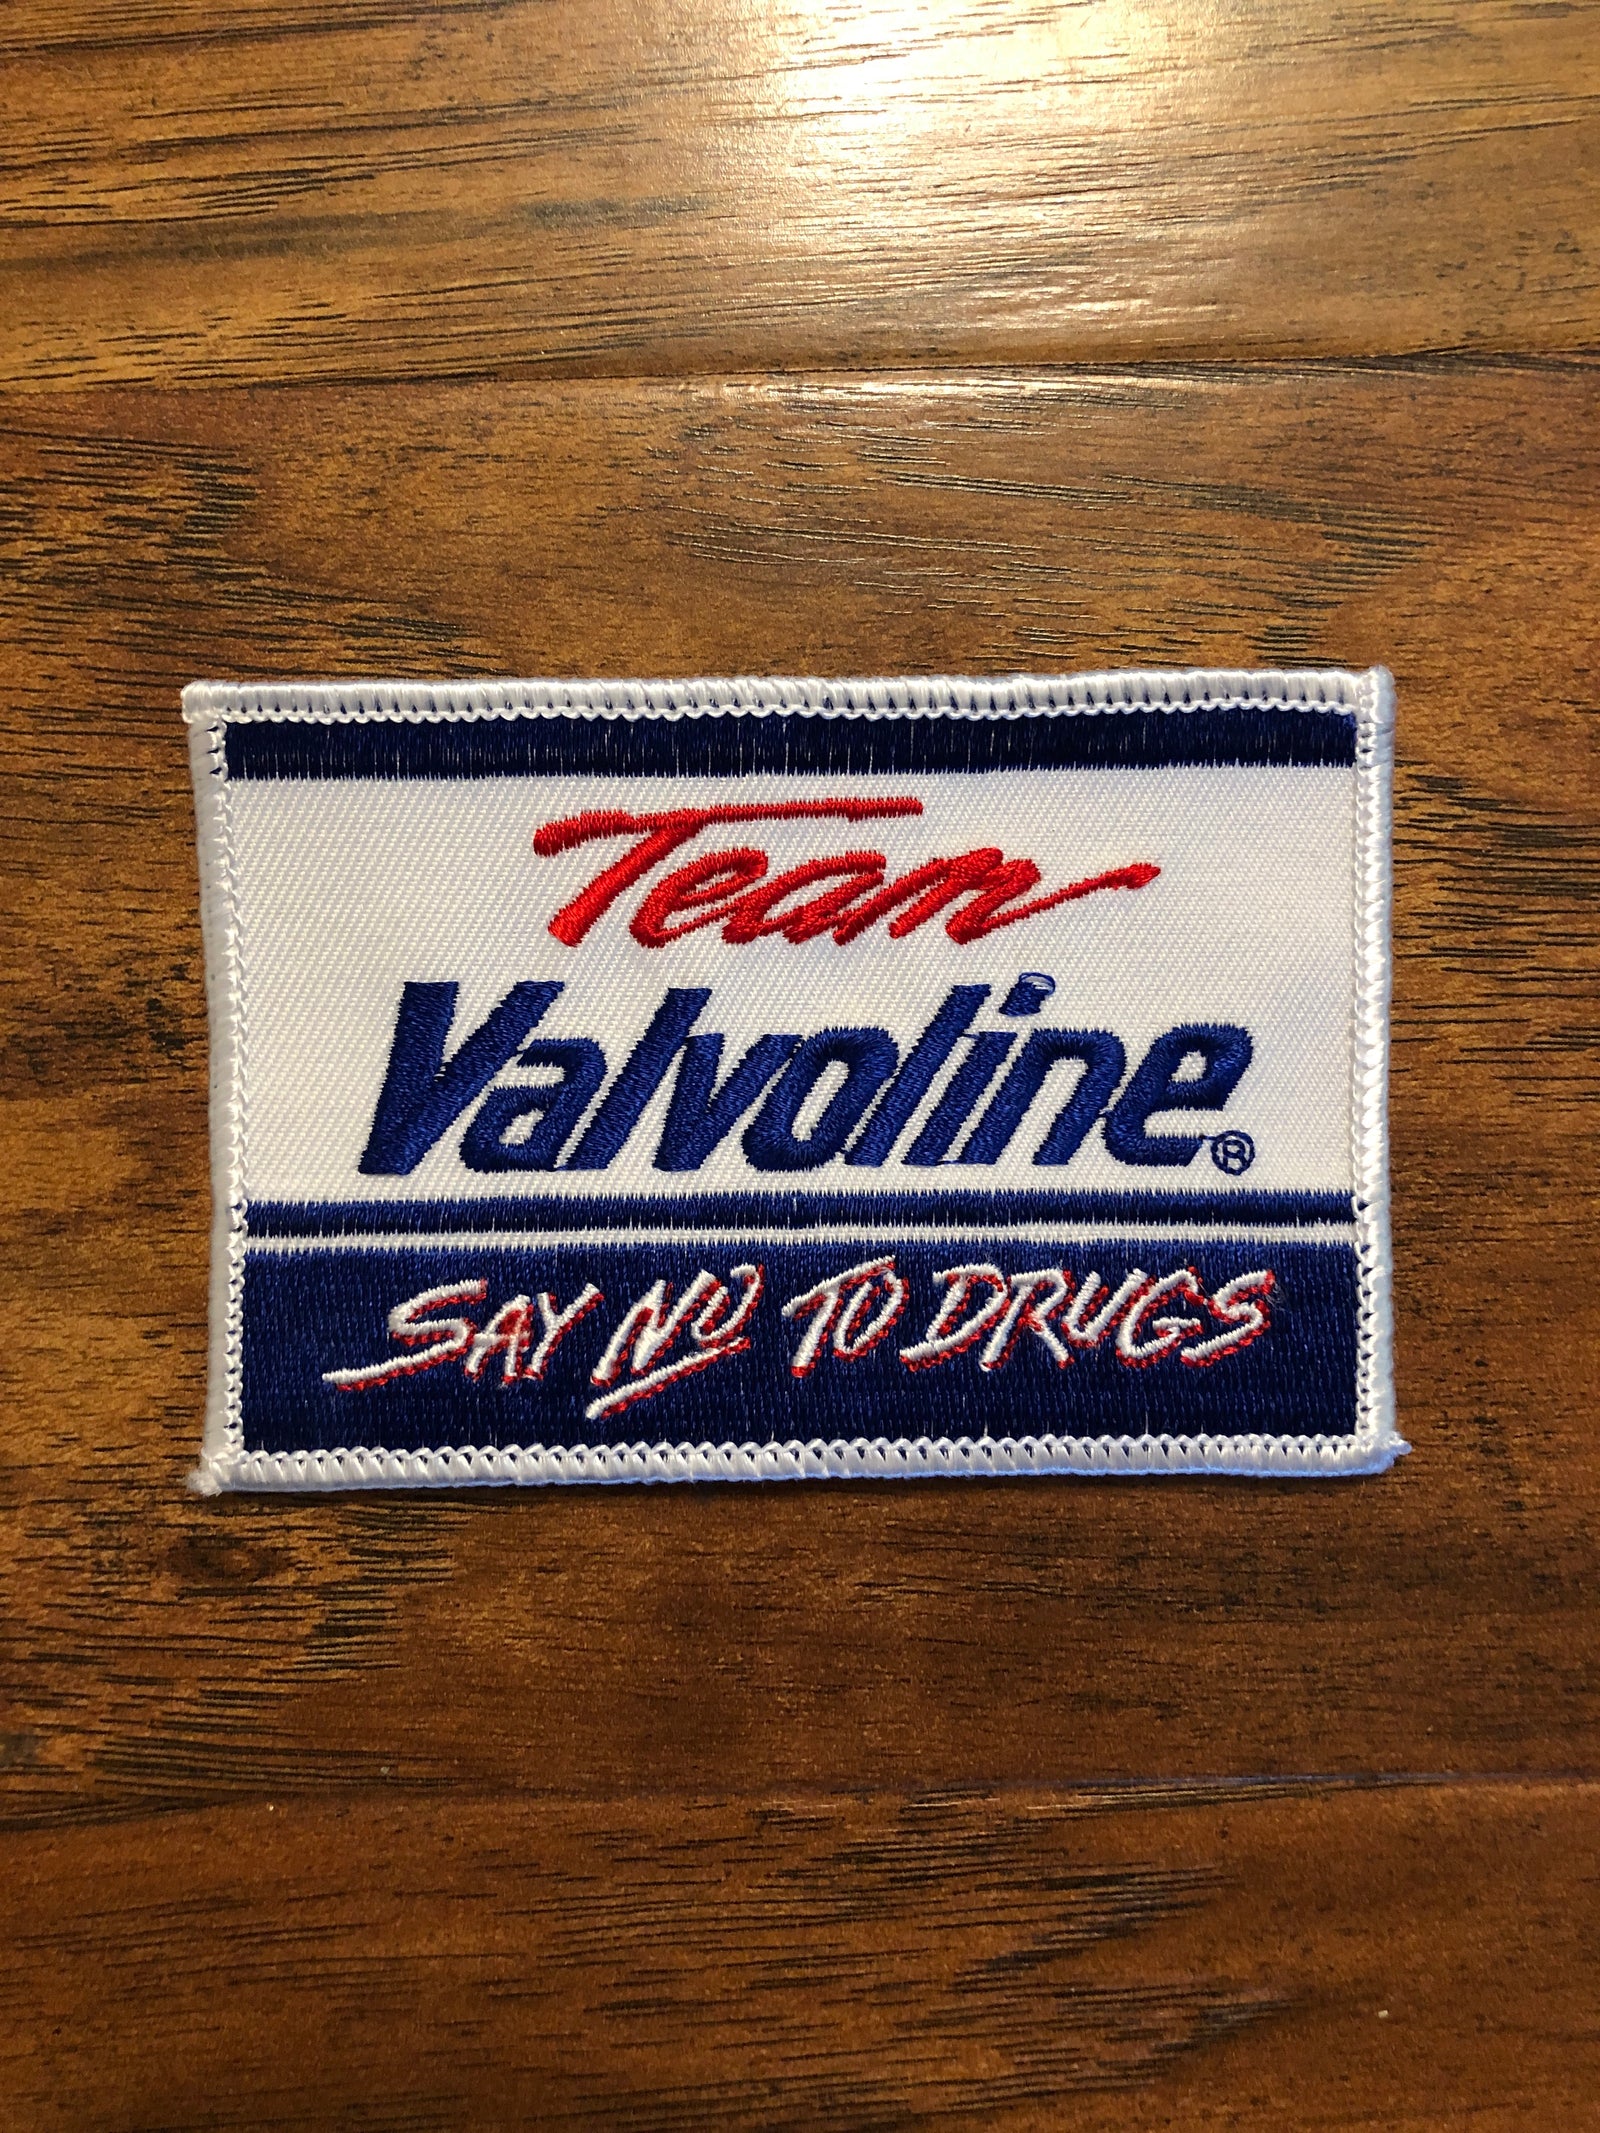 Team
Valvoline®
SAY NO TO DRUGS